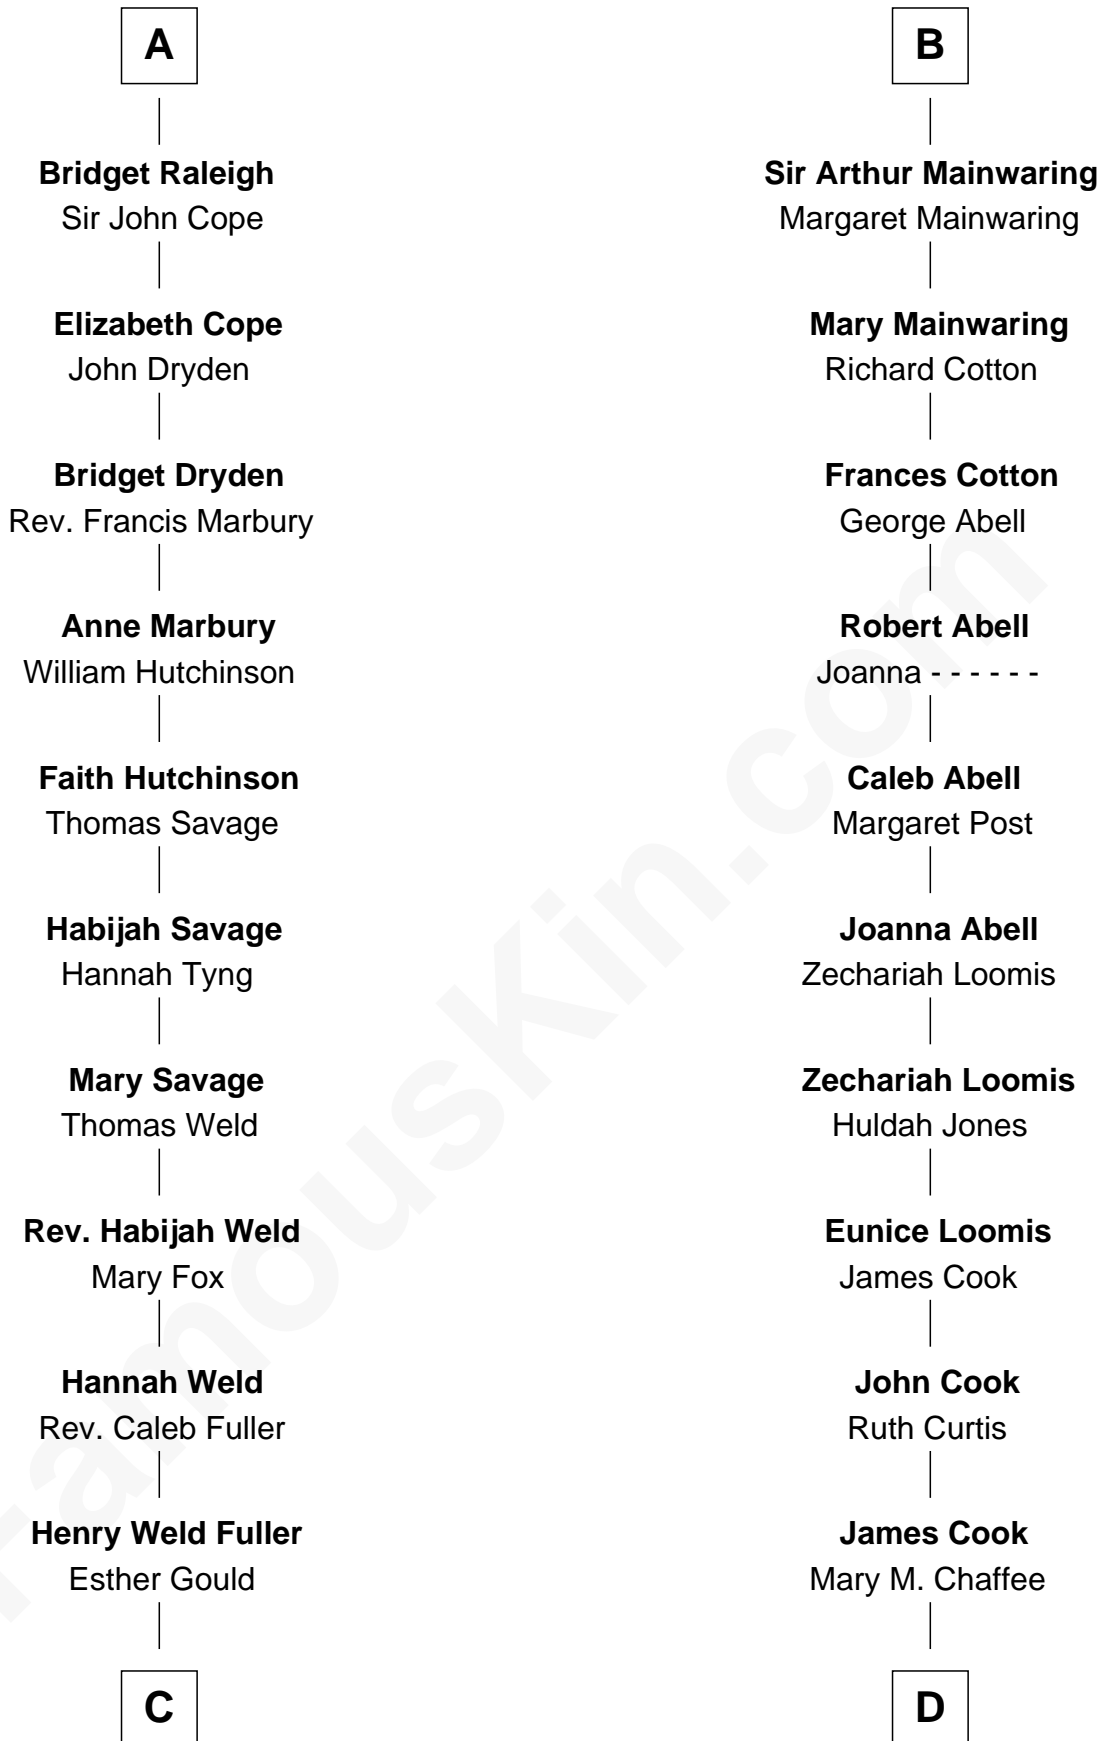 A
Bridget Raleigh
Sir John Cope
Elizabeth Cope
John Dryden
Bridget Dryden
Rev. Francis Marbury
Anne Marbury
William Hutchinson
Faith Hutchinson
Thomas Savage
Habijah Savage
Hannah Tyng
Mary Savage
Thomas Weld
Rev. Habijah Weld
Mary Fox
Hannah Weld
Rev. Caleb Fuller
Henry Weld Fuller
Esther Gould
C
B
Sir Arthur Mainwaring
Margaret Mainwaring
Mary Mainwaring
Richard Cotton
Frances Cotton
George Abell
Robert Abell
Joanna - - - - - -
Caleb Abell
Margaret Post
Joanna Abell
Zechariah Loomis
Zechariah Loomis
Huldah Jones
Eunice Loomis
James Cook
John Cook
Ruth Curtis
James Cook
Mary M. Chaffee
D
FamousKin.com